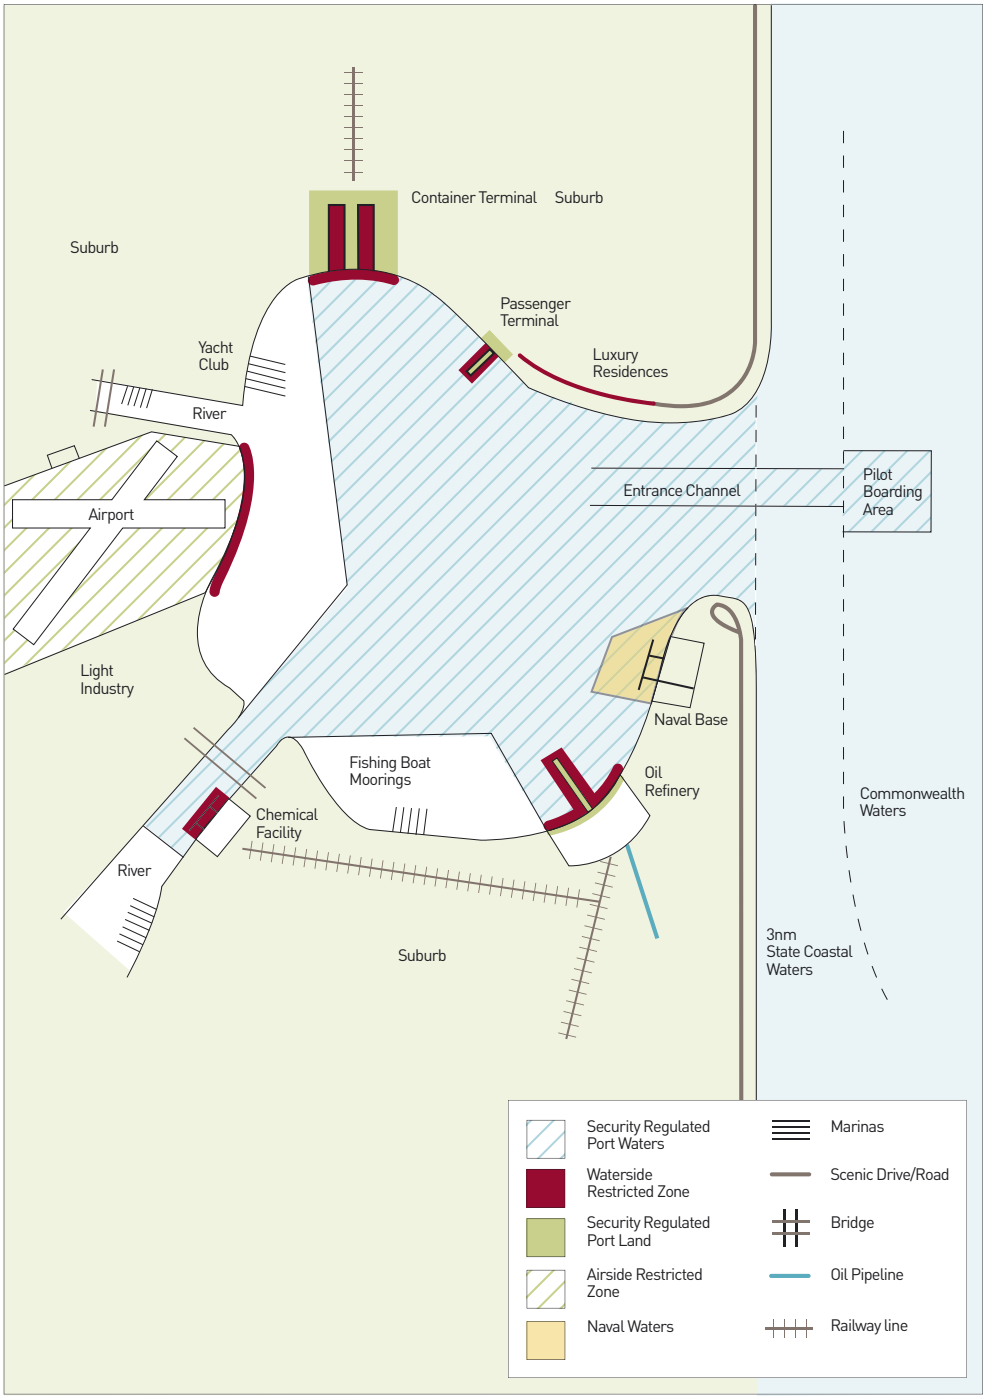 Container Terminal
Suburb
Suburb
Passenger
Terminal
Yacht
Club
Luxury
Residences
River
Entrance Channel
Pilot
Boarding
Area
Airport
Light
Industry
Naval Base
Fishing Boat
Moorings
Oil
Refinery
Chemical
Facility
Commonwealth
Waters
River
3nm
State Coastal
Waters
Suburb
Security Regulated
Port Waters
Waterside
Restricted Zone
Security Regulated
Port Land
Airside Restricted
Zone
Naval Waters
Marinas
Scenic Drive/Road
Bridge
Oil Pipeline
Railway line